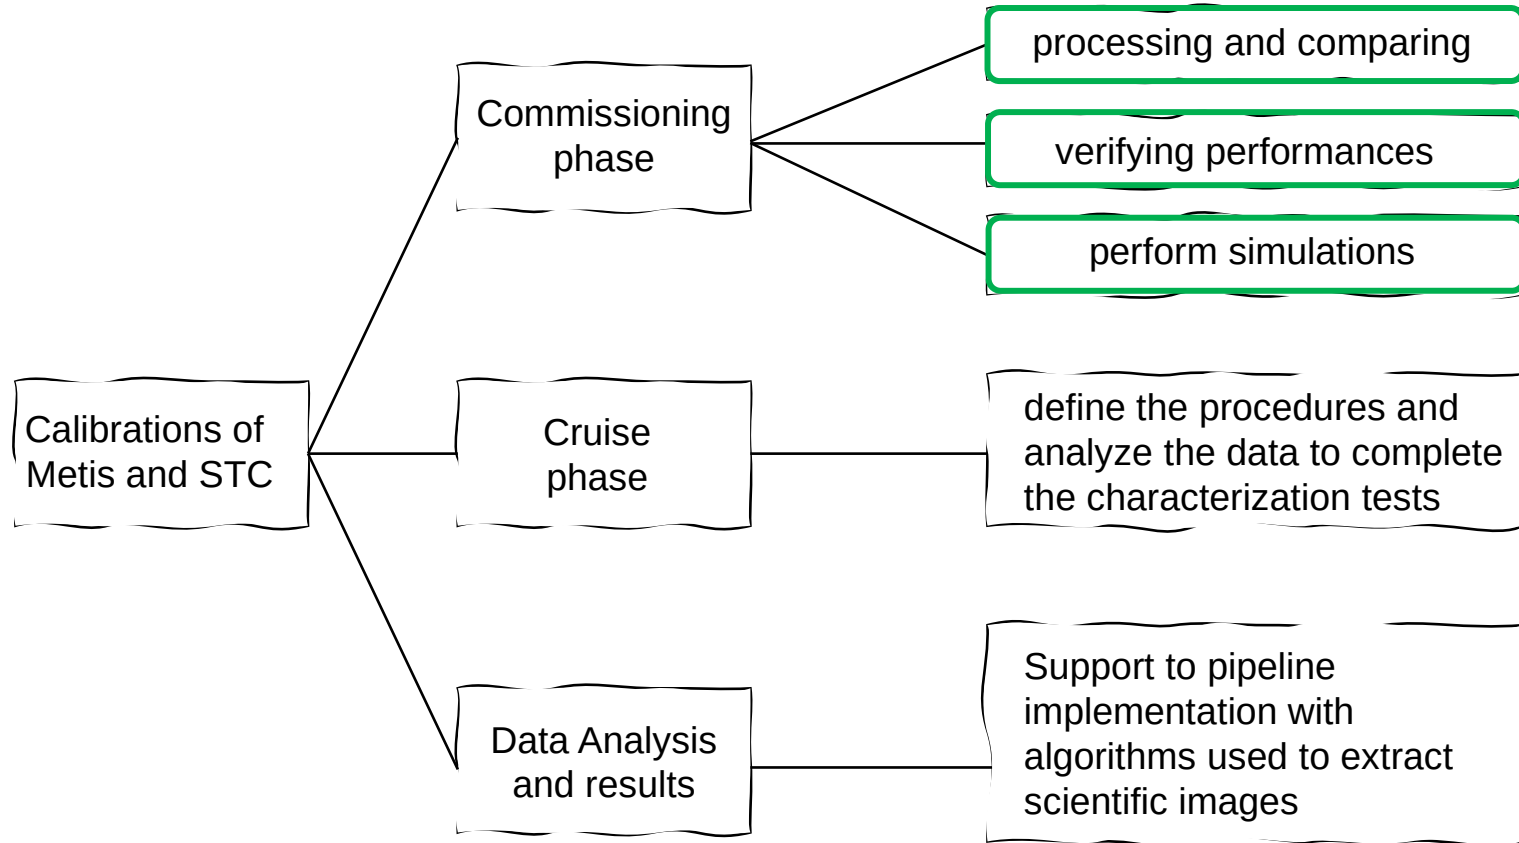 processing and comparing
Commissioning
phase
verifying performances
perform simulations
Calibrations of
Metis and STC
Cruise
phase
define the procedures and
analyze the data to complete
the characterization tests
Data Analysis
and results
Support to pipeline
implementation with
algorithms used to extract
scientific images